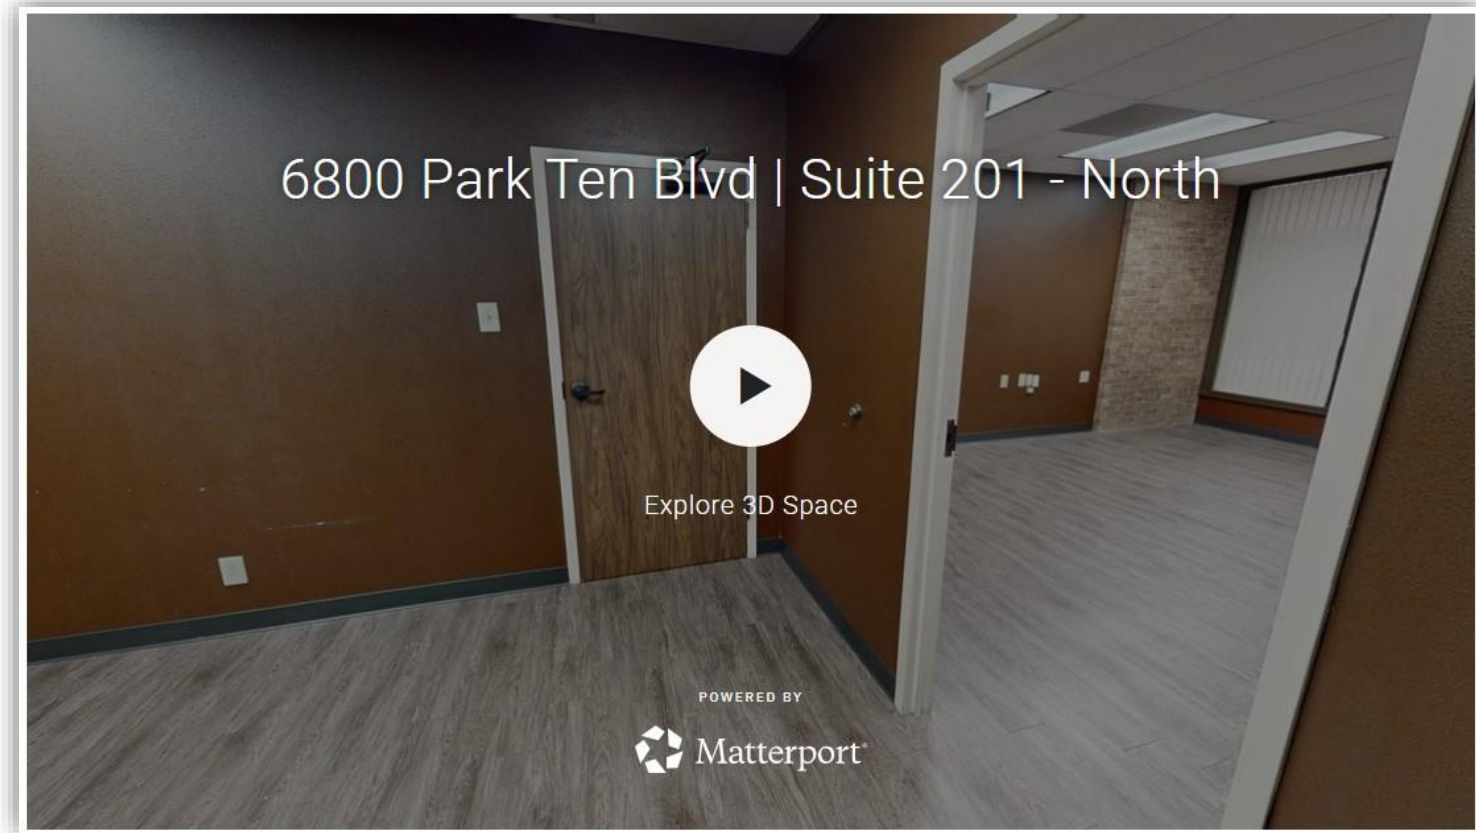 6800 Park Ten Blvd | Suite 201 - North
Explore 3D Space
POWERED BY
Matterport